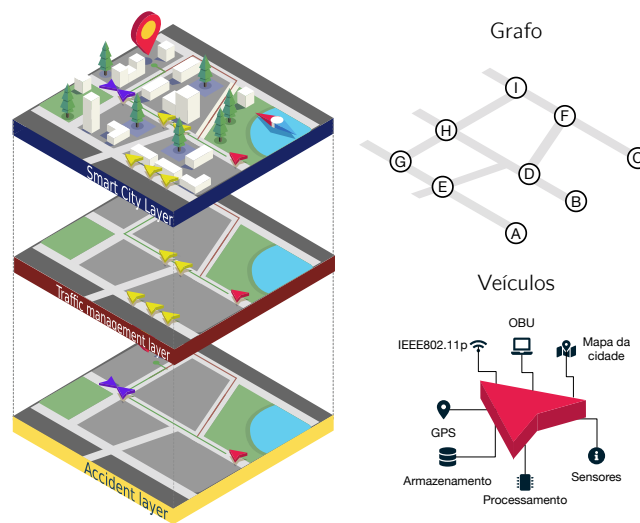 Grafo
I
F
H
C
G
D
E
B
A
Smart City Layer
Traffic management layer
Accident layer
Veículos
OBU
IEEE802.11p
Mapa da
cidade
GPS
Armazenamento
Sensores
Processamento